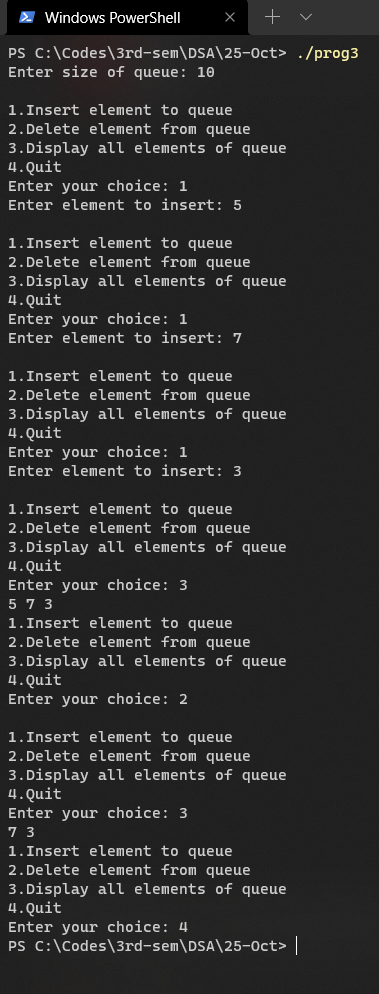 Windows PowerShell
PS C:\Codes\3rd-sem\DSA\25-Oct> ./prog3
Enter size of queue: 10

1.Insert element to queue
2.Delete element from queue
3.Display all elements of queue
4.Quit
Enter your choice: 1
Enter element to insert: 5

1.Insert element to queue
2.Delete element from queue
3.Display all elements of queue
4.Quit
Enter your choice: 1
Enter element to insert: 7

1.Insert element to queue
2.Delete element from queue
3.Display all elements of queue
4.Quit
Enter your choice: 1
Enter element to insert: 3

1.Insert element to queue
2.Delete element from queue
3.Display all elements of queue
4.Quit
Enter your choice: 3
5 7 3
1.Insert element to queue
2.Delete element from queue
3.Display all elements of queue
4.Quit
Enter your choice: 2

1.Insert element to queue
2.Delete element from queue
3.Display all elements of queue
4.Quit
Enter your choice: 3
7 3
1.Insert element to queue
2.Delete element from queue
3.Display all elements of queue
4.Quit
Enter your choice: 4
PS C:\Codes\3rd-sem\DSA\25-Oct>